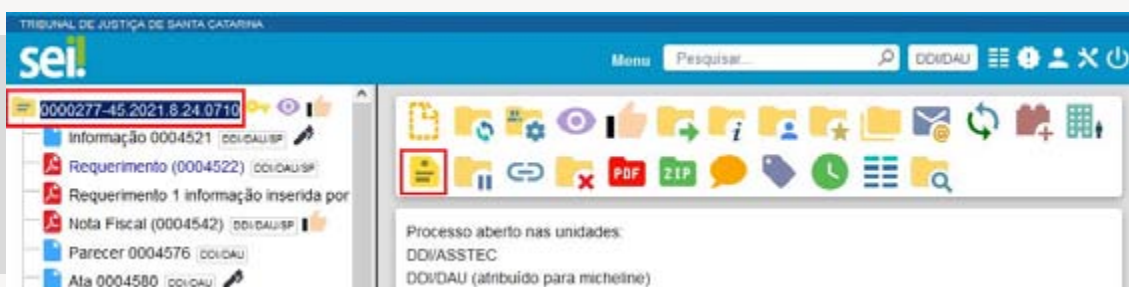 TRIBUNAL DE JUSTIÇA DE SANTA CATARINA
sei!
Menu Pesquisar... DDI/DAU
0000277-45.2021.8.24.0710
Informação 0004521 DDI/DAU/SP
Requerimento (0004522) DDI/DAU/SP
Requerimento 1 informação inserida por
Nota Fiscal (0004542) DDI/DAU/SP
Parecer 0004576 DDI/DAU
Ata 0004580 DDI/DAU
PDF ZIP
Processo aberto nas unidades:
DDI/ASSTEC
DDI/DAU (atribuído para micheline)